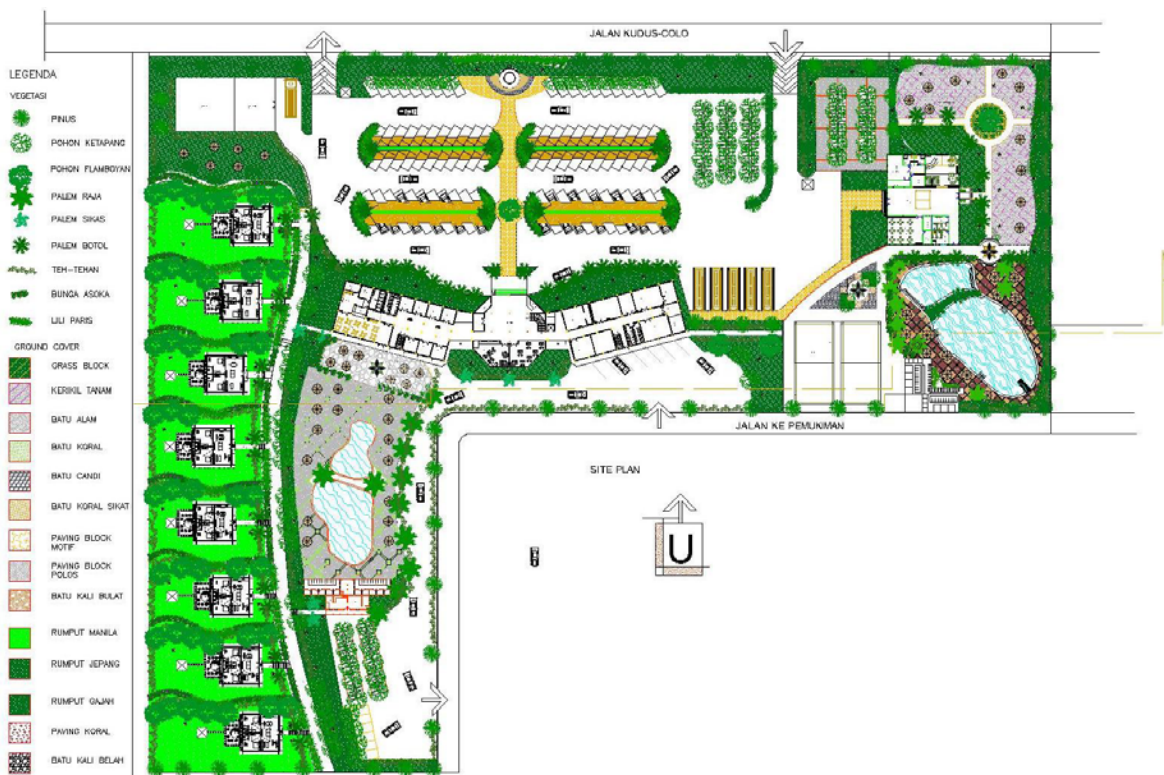 JALAN KUDUS-COLO
LEGENDA
VEGETASI
PINUS
POHON KETAPANG
POHON FLAMBOYAN
PALEM RAJA
PALEM SIKAS
PALEM BOTOL
TEH-TEHAN
BUNGA ASOKA
LILI PARIS
GROUND COVER
GRASS BLOCK
KERIKIL TANAM
BATU ALAM
BATU KORAL
BATU CANDI
BATU KORAL SIKAT
PAVING BLOCK
MOTIF
PAVING BLOCK
POLOS
BATU KALI BULAT
RUMPUT MANILA
RUMPUT JEPANG
RUMPUT GAJAH
PAVING KORAL
BATU KALI BELAH
JALAN KE PEMUKIMAN
SITE PLAN
U